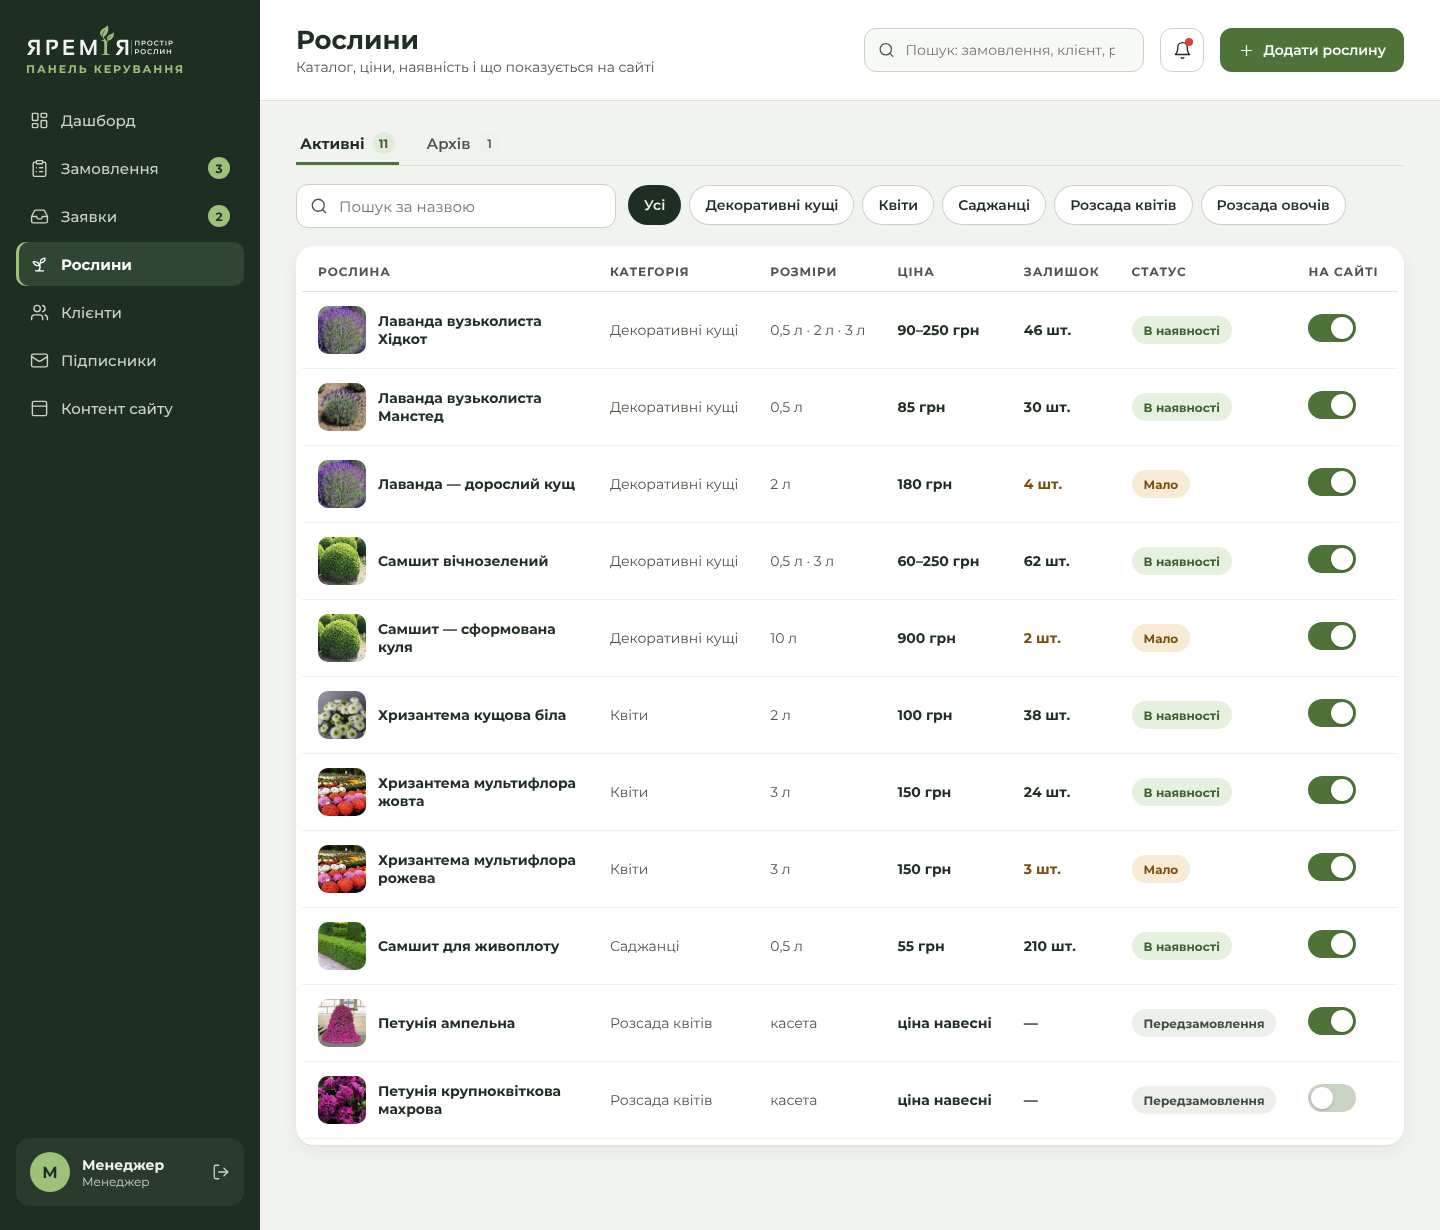 ЯРЕМІЯ ПРОСТІР РОСЛИН
ПАНЕЛЬ КЕРУВАННЯ
Дашборд
Замовлення 3
Заявки 2
Рослини
Клієнти
Підписники
Контент сайту
М Менеджер
Менеджер
Рослини
Каталог, ціни, наявність і що показується на сайті
Пошук: замовлення, клієнт, р
Додати рослину
Активні 11 Архів 1
Пошук за назвою
Усі Декоративні кущі Квіти Саджанці Розсада квітів Розсада овочів
РОСЛИНА КАТЕГОРІЯ РОЗМІРИ ЦІНА ЗАЛИШОК СТАТУС НА САЙТІ
Лаванда вузьколиста
Хідкот
Декоративні кущі 0,5 л · 2 л · 3 л 90–250 грн 46 шт. В наявності
Лаванда вузьколиста
Манстед
Декоративні кущі 0,5 л 85 грн 30 шт. В наявності
Лаванда — дорослий кущ Декоративні кущі 2 л 180 грн 4 шт. Мало
Самшит вічнозелений Декоративні кущі 0,5 л · 3 л 60–250 грн 62 шт. В наявності
Самшит — сформована
куля
Декоративні кущі 10 л 900 грн 2 шт. Мало
Хризантема кущова біла Квіти 2 л 100 грн 38 шт. В наявності
Хризантема мультифлора
жовта
Квіти 3 л 150 грн 24 шт. В наявності
Хризантема мультифлора
рожева
Квіти 3 л 150 грн 3 шт. Мало
Самшит для живоплоту Саджанці 0,5 л 55 грн 210 шт. В наявності
Петунія ампельна Розсада квітів касета ціна навесні — Передзамовлення
Петунія крупноквіткова
махрова
Розсада квітів касета ціна навесні — Передзамовлення